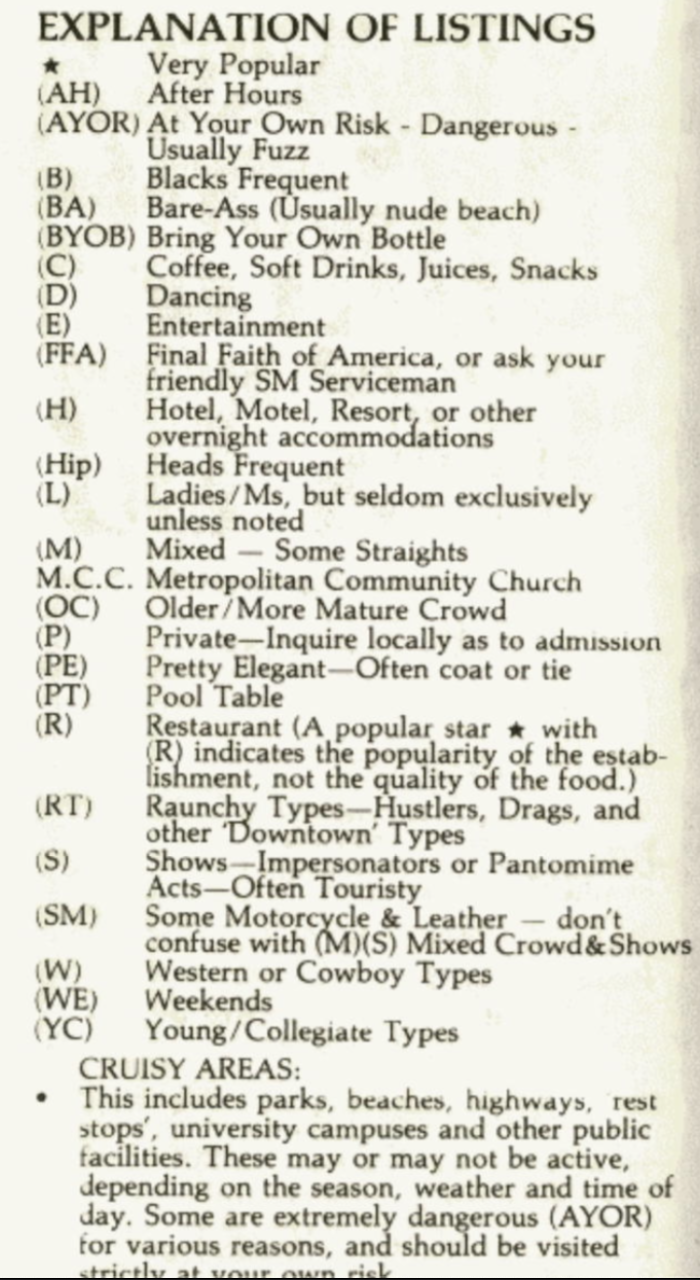 EXPLANATION OF LISTINGS
★ Very Popular
(AH) After Hours
(AYOR) At Your Own Risk - Dangerous -
Usually Fuzz
(B) Blacks Frequent
(BA) Bare-Ass (Usually nude beach)
(BYOB) Bring Your Own Bottle
(C) Coffee, Soft Drinks, Juices, Snacks
(D) Dancing
(E) Entertainment
(FFA) Final Faith of America, or ask your
friendly SM Serviceman
(H) Hotel, Motel, Resort, or other
overnight accommodations
(Hip) Heads Frequent
(L) Ladies/Ms, but seldom exclusively
unless noted
(M) Mixed — Some Straights
M.C.C. Metropolitan Community Church
(OC) Older/More Mature Crowd
(P) Private—Inquire locally as to admission
(PE) Pretty Elegant—Often coat or tie
(PT) Pool Table
(R) Restaurant (A popular star ★ with
(R) indicates the popularity of the estab-
lishment, not the quality of the food.)
(RT) Raunchy Types—Hustlers, Drags, and
other 'Downtown' Types
(S) Shows—Impersonators or Pantomime
Acts—Often Touristy
(SM) Some Motorcycle & Leather — don't
confuse with (M)(S) Mixed Crowd&Shows
(W) Western or Cowboy Types
(WE) Weekends
(YC) Young/Collegiate Types
CRUISY AREAS:
• This includes parks, beaches, highways, 'rest
stops', university campuses and other public
facilities. These may or may not be active,
depending on the season, weather and time of
day. Some are extremely dangerous (AYOR)
for various reasons, and should be visited
strictly at your own risk